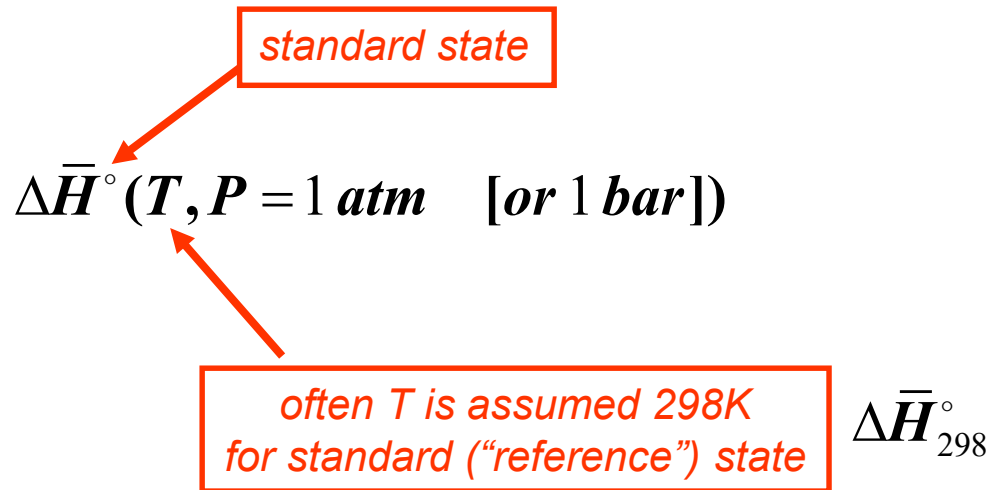 standard state
ΔH̅°(T, P = 1 atm [or 1 bar])
often T is assumed 298K
for standard (“reference”) state
ΔH̅°₂₉₈